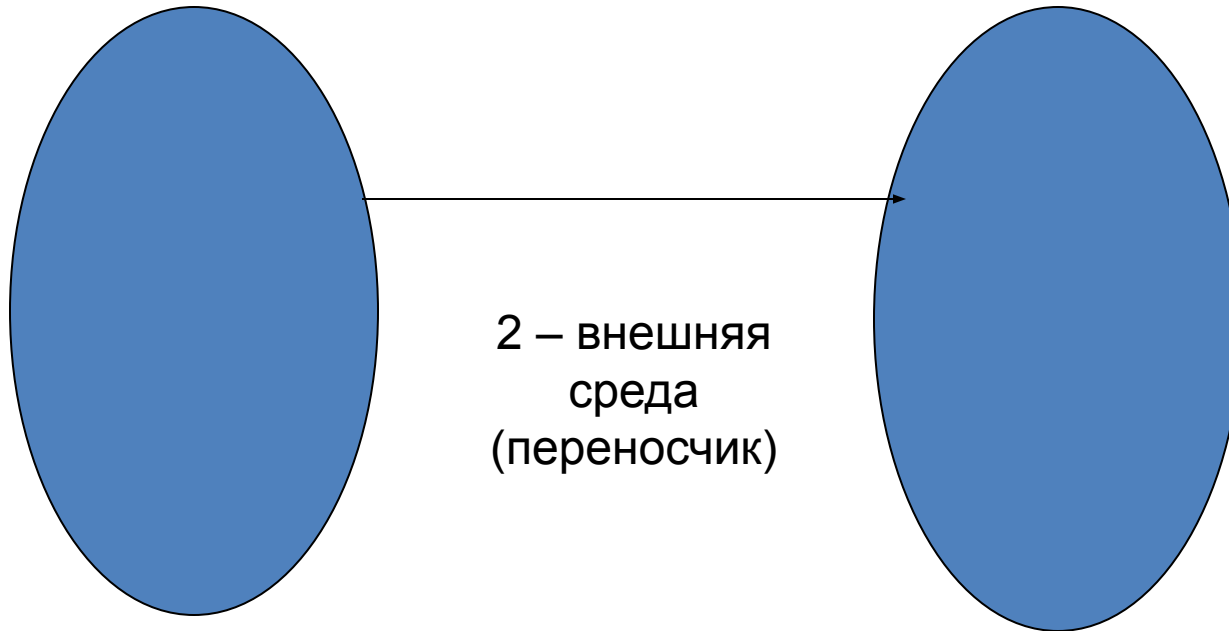 2 – внешняя
среда
(переносчик)